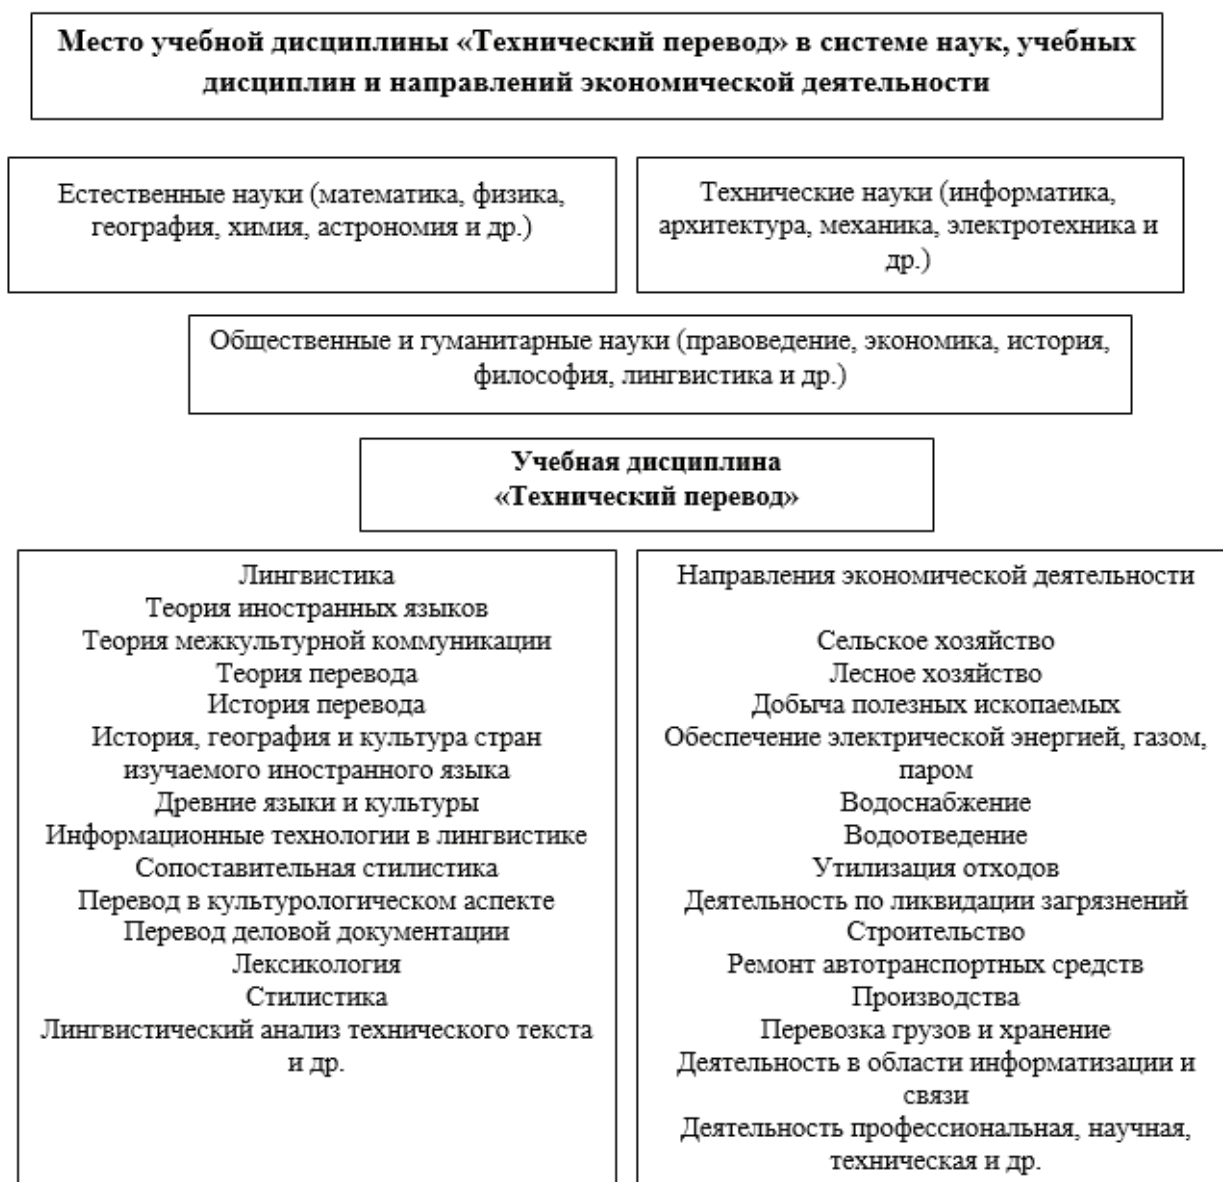 Место учебной дисциплины «Технический перевод» в системе наук, учебных
дисциплин и направлений экономической деятельности
Естественные науки (математика, физика,
география, химия, астрономия и др.)
Технические науки (информатика,
архитектура, механика, электротехника и
др.)
Общественные и гуманитарные науки (правоведение, экономика, история,
философия, лингвистика и др.)
Учебная дисциплина
«Технический перевод»
Лингвистика
Теория иностранных языков
Теория межкультурной коммуникации
Теория перевода
История перевода
История, география и культура стран
изучаемого иностранного языка
Древние языки и культуры
Информационные технологии в лингвистике
Сопоставительная стилистика
Перевод в культурологическом аспекте
Перевод деловой документации
Лексикология
Стилистика
Лингвистический анализ технического текста
и др.
Направления экономической деятельности
Сельское хозяйство
Лесное хозяйство
Добыча полезных ископаемых
Обеспечение электрической энергией, газом,
паром
Водоснабжение
Водоотведение
Утилизация отходов
Деятельность по ликвидации загрязнений
Строительство
Ремонт автотранспортных средств
Производства
Перевозка грузов и хранение
Деятельность в области информатизации и
связи
Деятельность профессиональная, научная,
техническая и др.